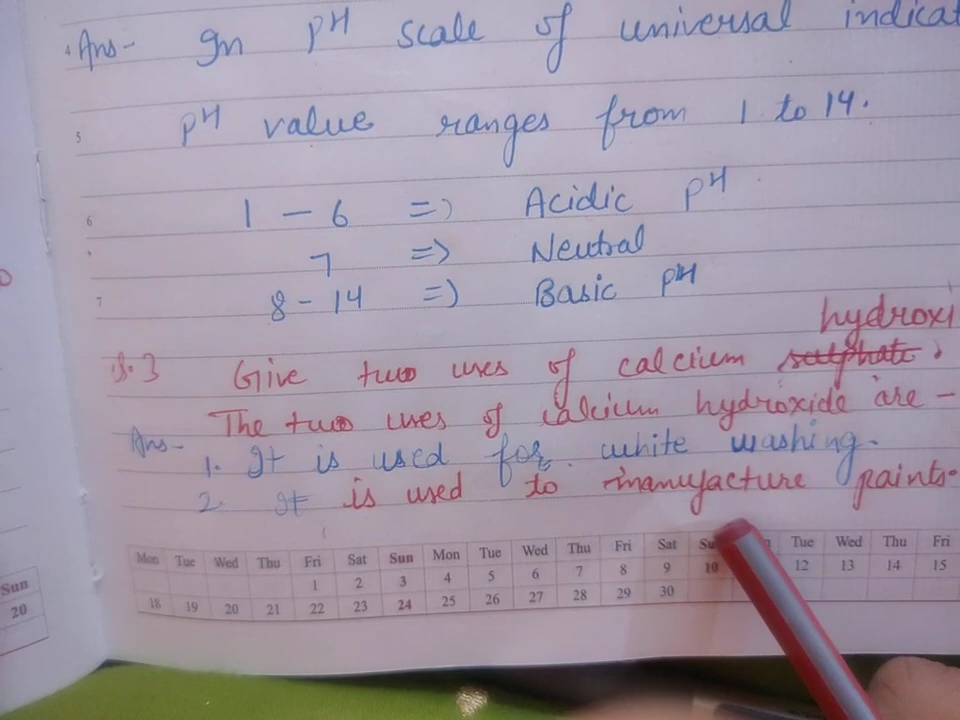 4 Ans- In pH scale of universal indicat
5 pH value ranges from 1 to 14.
6 1 - 6 => Acidic pH
7 => Neutral
7 8 - 14 => Basic pH
hydroxi
Q.3 Give two uses of calcium sulphate.
The two uses of calcium hydroxide are -
Ans- 1. It is used for white washing.
2. It is used to manufacture paints.
Mon Tue Wed Thu Fri Sat Sun Mon Tue Wed Thu Fri Sat Su Tue Wed Thu Fri
1 2 3 4 5 6 7 8 9 10 12 13 14 15
18 19 20 21 22 23 24 25 26 27 28 29 30
Sun
20